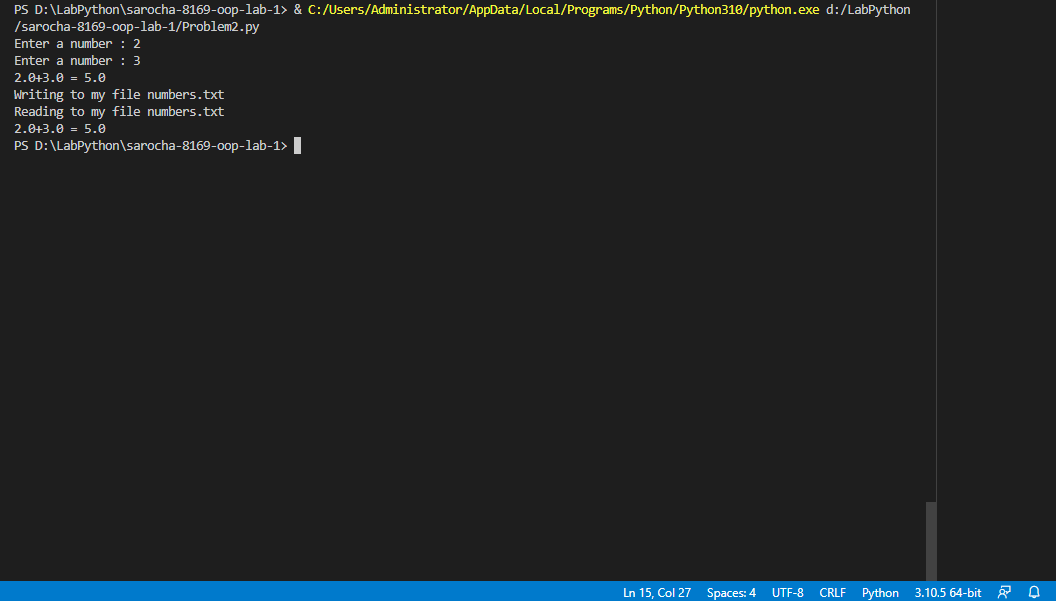 PS D:\LabPython\sarocha-8169-oop-lab-1> & C:/Users/Administrator/AppData/Local/Programs/Python/Python310/python.exe d:/LabPython
/sarocha-8169-oop-lab-1/Problem2.py
Enter a number : 2
Enter a number : 3
2.0+3.0 = 5.0
Writing to my file numbers.txt
Reading to my file numbers.txt
2.0+3.0 = 5.0
PS D:\LabPython\sarocha-8169-oop-lab-1>
Ln 15, Col 27 Spaces: 4 UTF-8 CRLF Python 3.10.5 64-bit